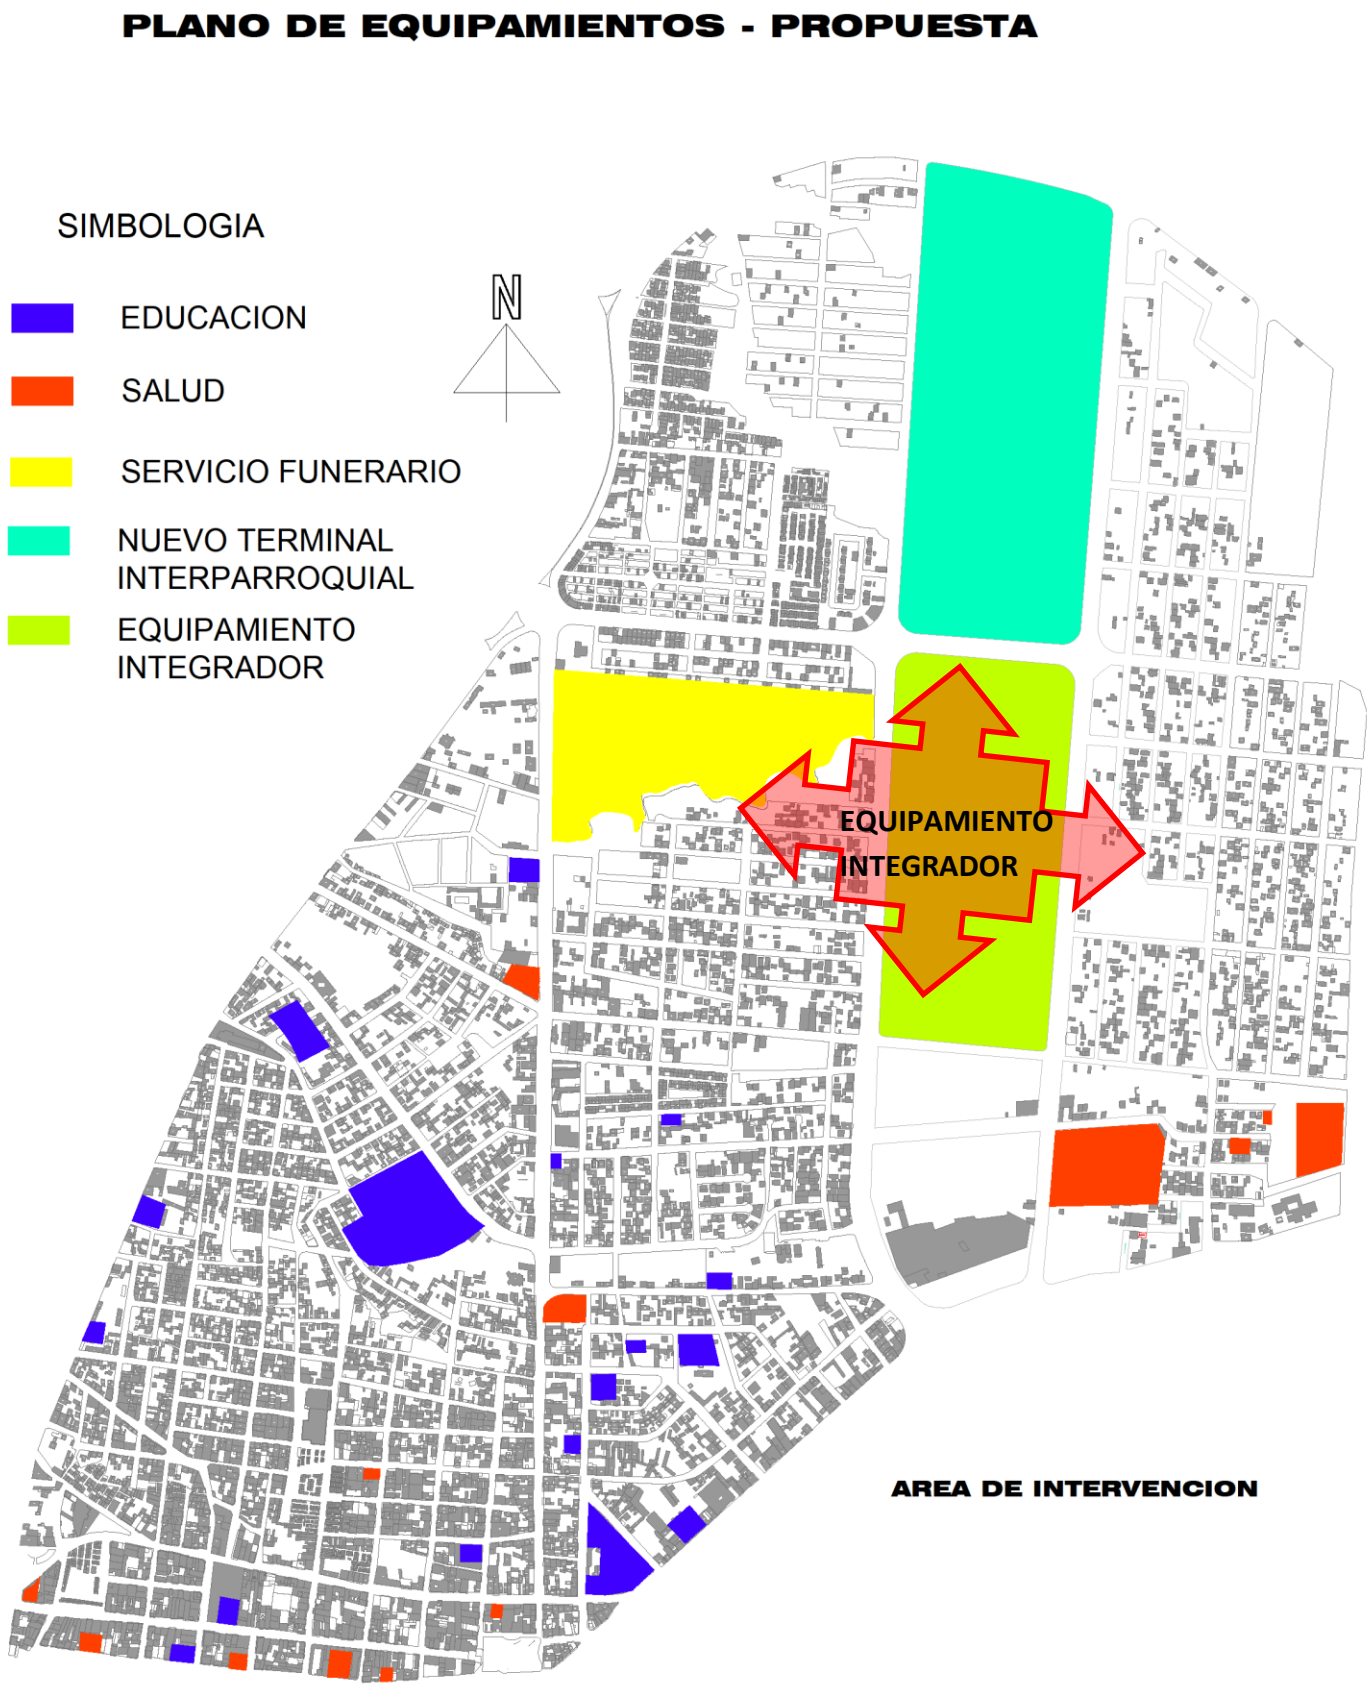 PLANO DE EQUIPAMIENTOS - PROPUESTA
SIMBOLOGIA
N
EDUCACION
SALUD
SERVICIO FUNERARIO
NUEVO TERMINAL
INTERPARROQUIAL
EQUIPAMIENTO
INTEGRADOR
EQUIPAMIENTO
INTEGRADOR
AREA DE INTERVENCION